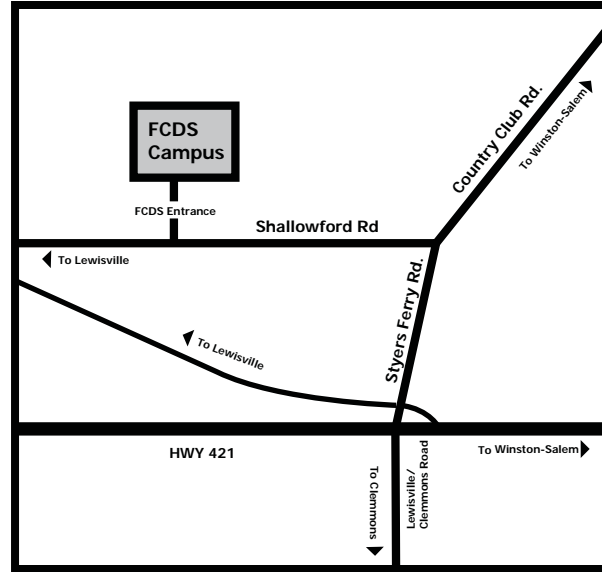 FCDS
Campus
FCDS Entrance
Country Club Rd.
To Winston-Salem
Shallowford Rd
To Lewisville
Styers Ferry Rd.
To Lewisville
HWY 421
To Winston-Salem
To Clemmons
Lewisville/
Clemmons Road